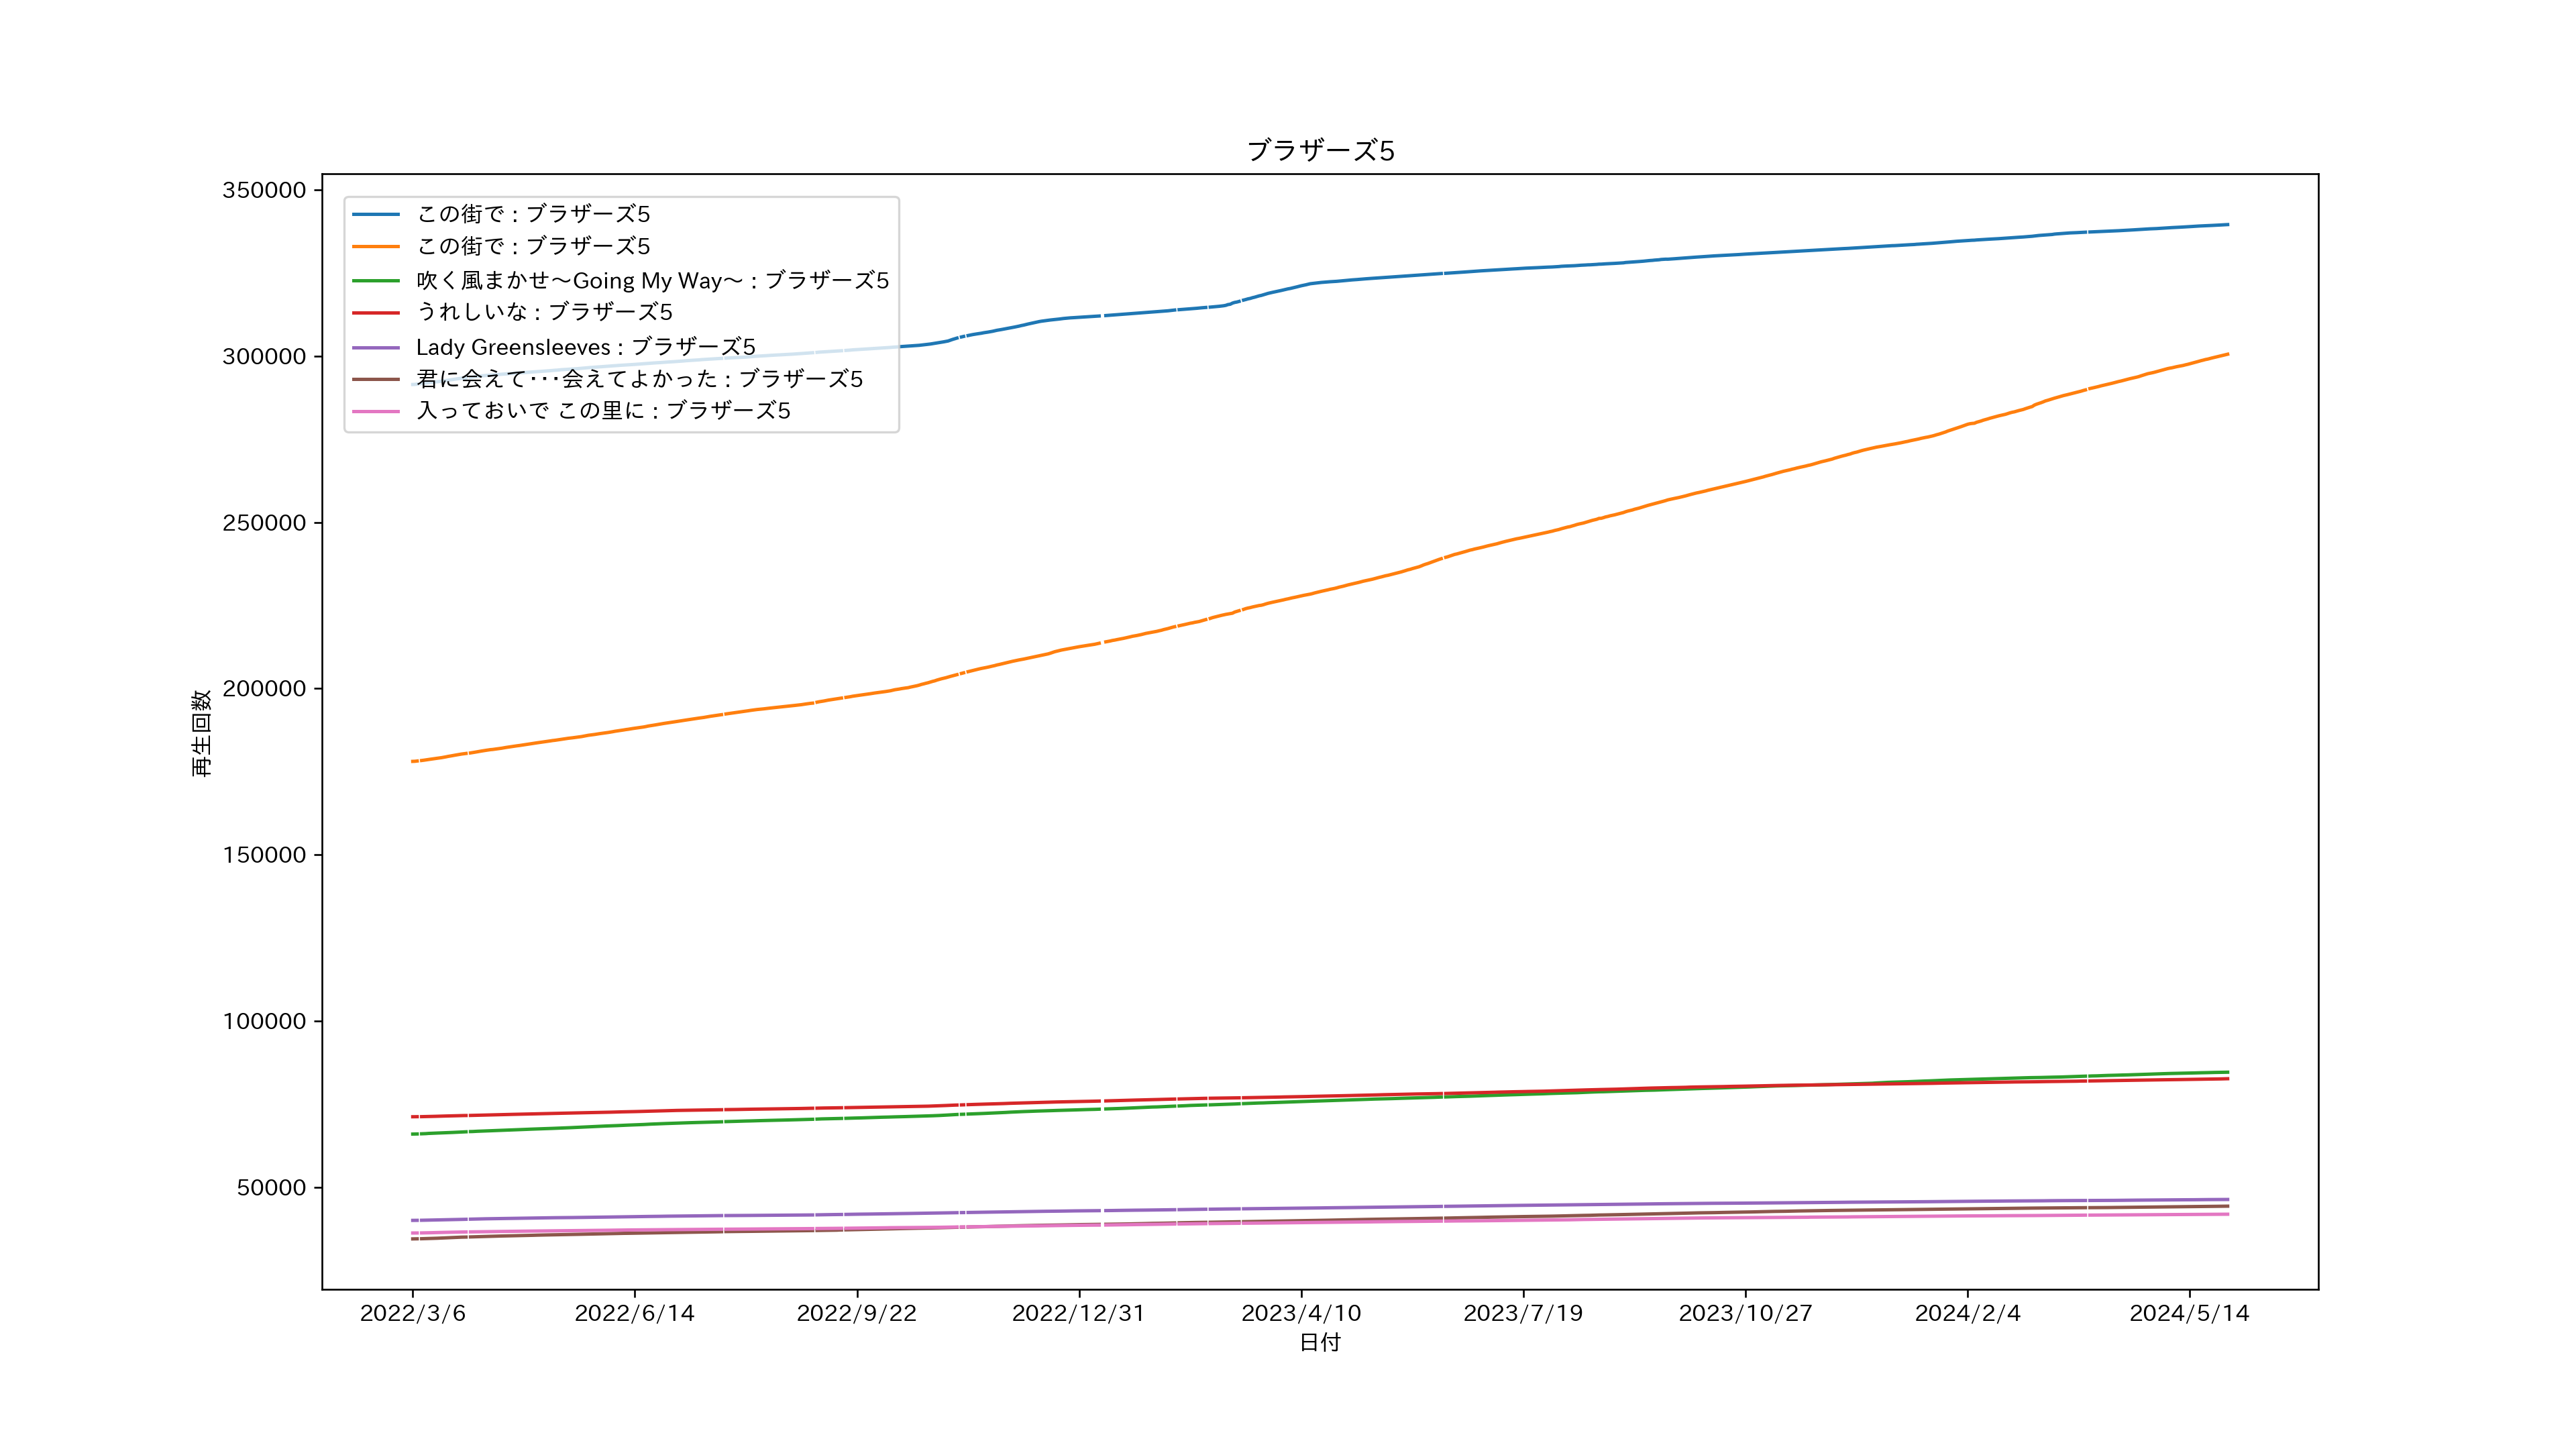 ブラザーズ5
350000
300000
250000
200000
150000
100000
50000
再生回数
この街で : ブラザーズ5
この街で : ブラザーズ5
吹く風まかせ〜Going My Way〜 : ブラザーズ5
うれしいな : ブラザーズ5
Lady Greensleeves : ブラザーズ5
君に会えて･･･会えてよかった : ブラザーズ5
入っておいで この里に : ブラザーズ5
2022/3/6
2022/6/14
2022/9/22
2022/12/31
2023/4/10
2023/7/19
2023/10/27
2024/2/4
2024/5/14
日付